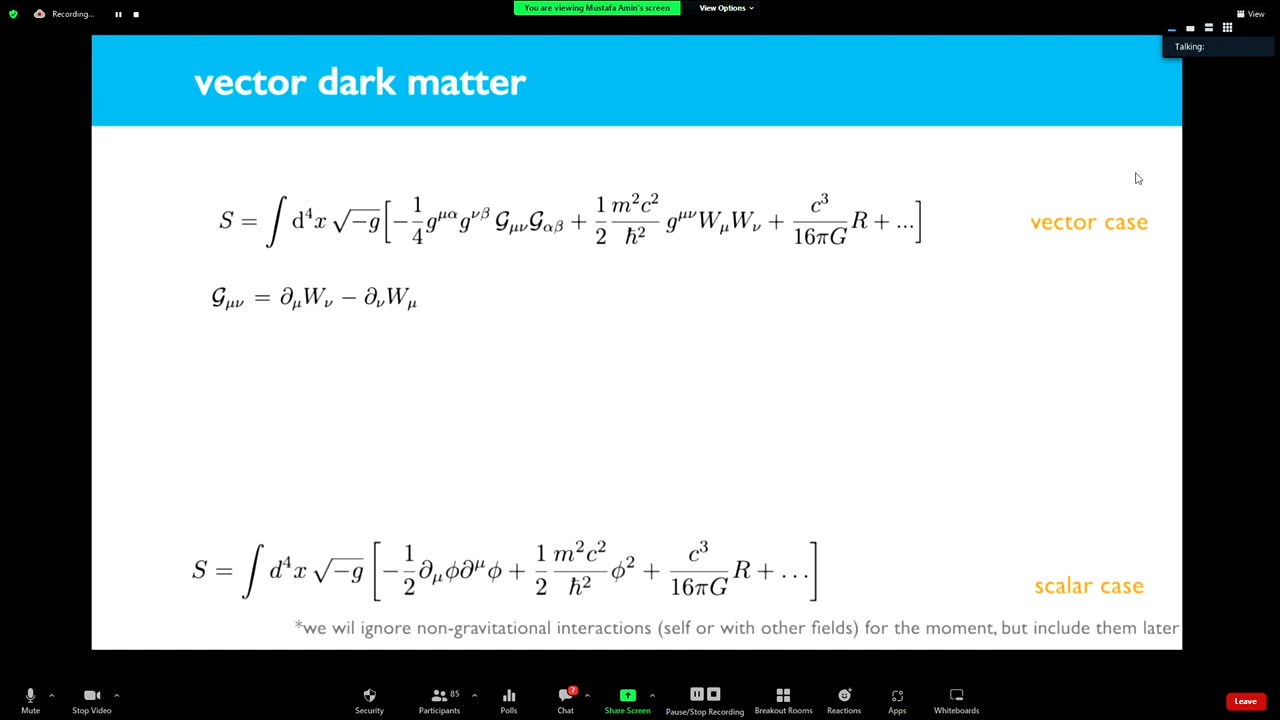 Recording...
You are viewing Mustafa Amin's screen
View Options
View
Talking:
vector dark matter
S = ∫ d⁴x √−g [ −1/4 g^{μα} g^{νβ} 𝒢_{μν} 𝒢_{αβ} + 1/2 m²c²/ħ² g^{μν} W_μ W_ν + c³/16πG R + ... ]
vector case
𝒢_{μν} = ∂_μ W_ν − ∂_ν W_μ
S = ∫ d⁴x √−g [ −1/2 ∂_μ φ ∂^μ φ + 1/2 m²c²/ħ² φ² + c³/16πG R + ... ]
scalar case
*we wil ignore non-gravitational interactions (self or with other fields) for the moment, but include them later
85
7
Mute
Stop Video
Security
Participants
Polls
Chat
Share Screen
Pause/Stop Recording
Breakout Rooms
Reactions
Apps
Whiteboards
Leave